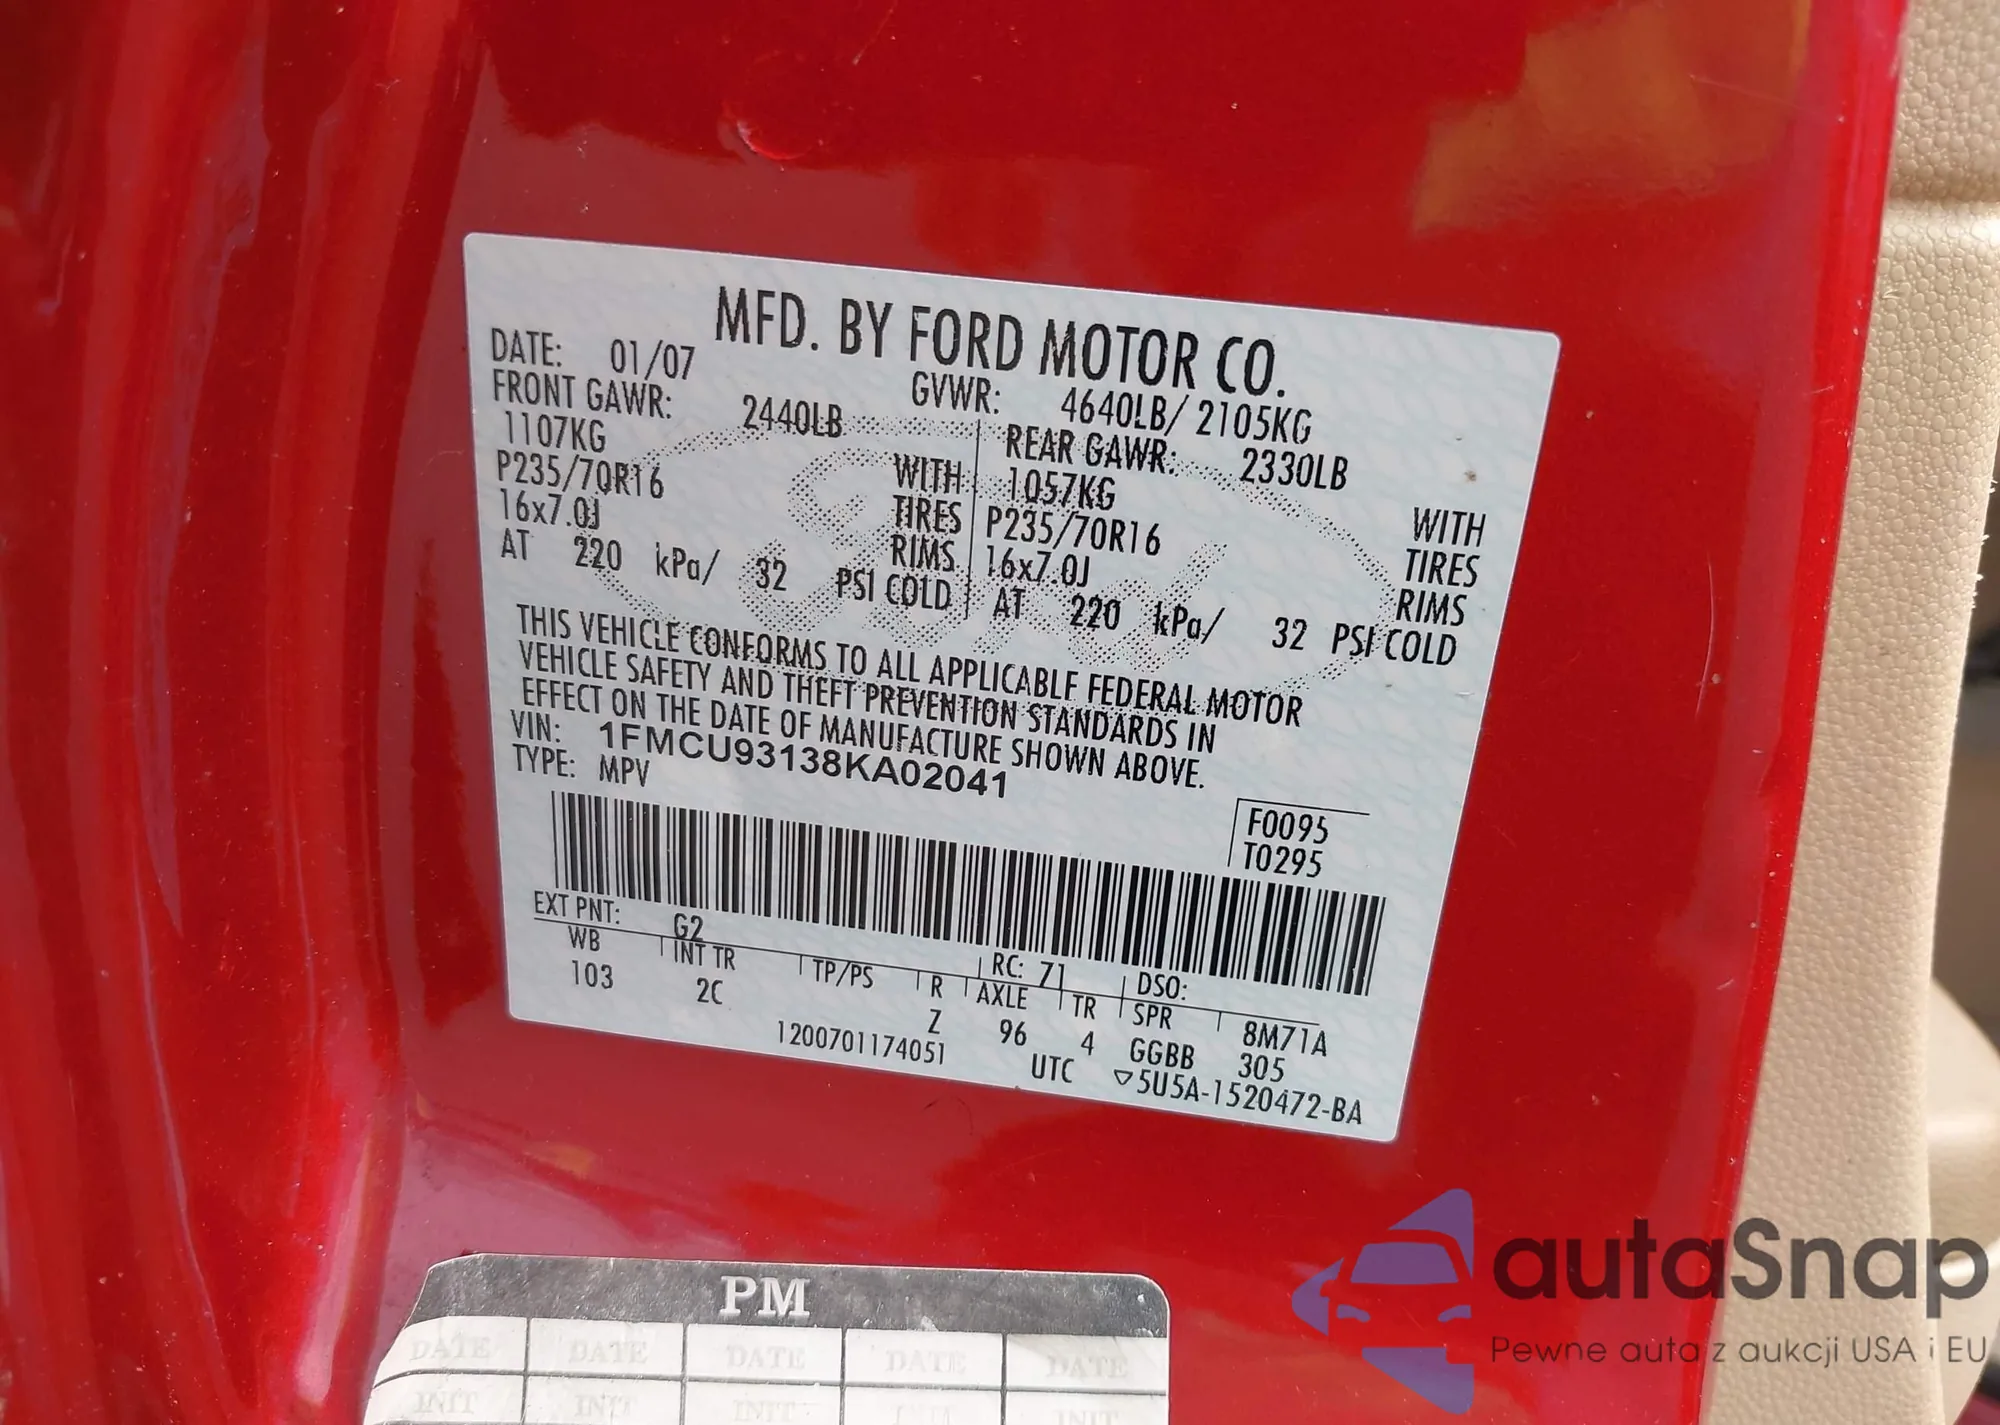 MFD. BY FORD MOTOR CO.
DATE: 01/07 GVWR: 4640LB/ 2105KG
FRONT GAWR: 2440LB REAR GAWR: 2330LB
1107KG WITH 1057KG WITH
P235/70R16 TIRES P235/70R16 TIRES
16x7.0J RIMS 16x7.0J RIMS
AT 220 kPa/ 32 PSI COLD AT 220 kPa/ 32 PSI COLD
THIS VEHICLE CONFORMS TO ALL APPLICABLE FEDERAL MOTOR
VEHICLE SAFETY AND THEFT PREVENTION STANDARDS IN
EFFECT ON THE DATE OF MANUFACTURE SHOWN ABOVE.
VIN: 1FMCU93138KA02041
TYPE: MPV
F0095
T0295
EXT PNT: G2 RC: 71 DSO:
WB INT TR TP/PS R AXLE TR SPR 8M71A
103 2C Z 96 4 GGBB 305
1200701174051 UTC ▽5U5A-1520472-BA
PM
DATE DATE DATE DATE DATE
INIT INIT INIT INIT INIT
autaSnap
Pewne auta z aukcji USA i EU